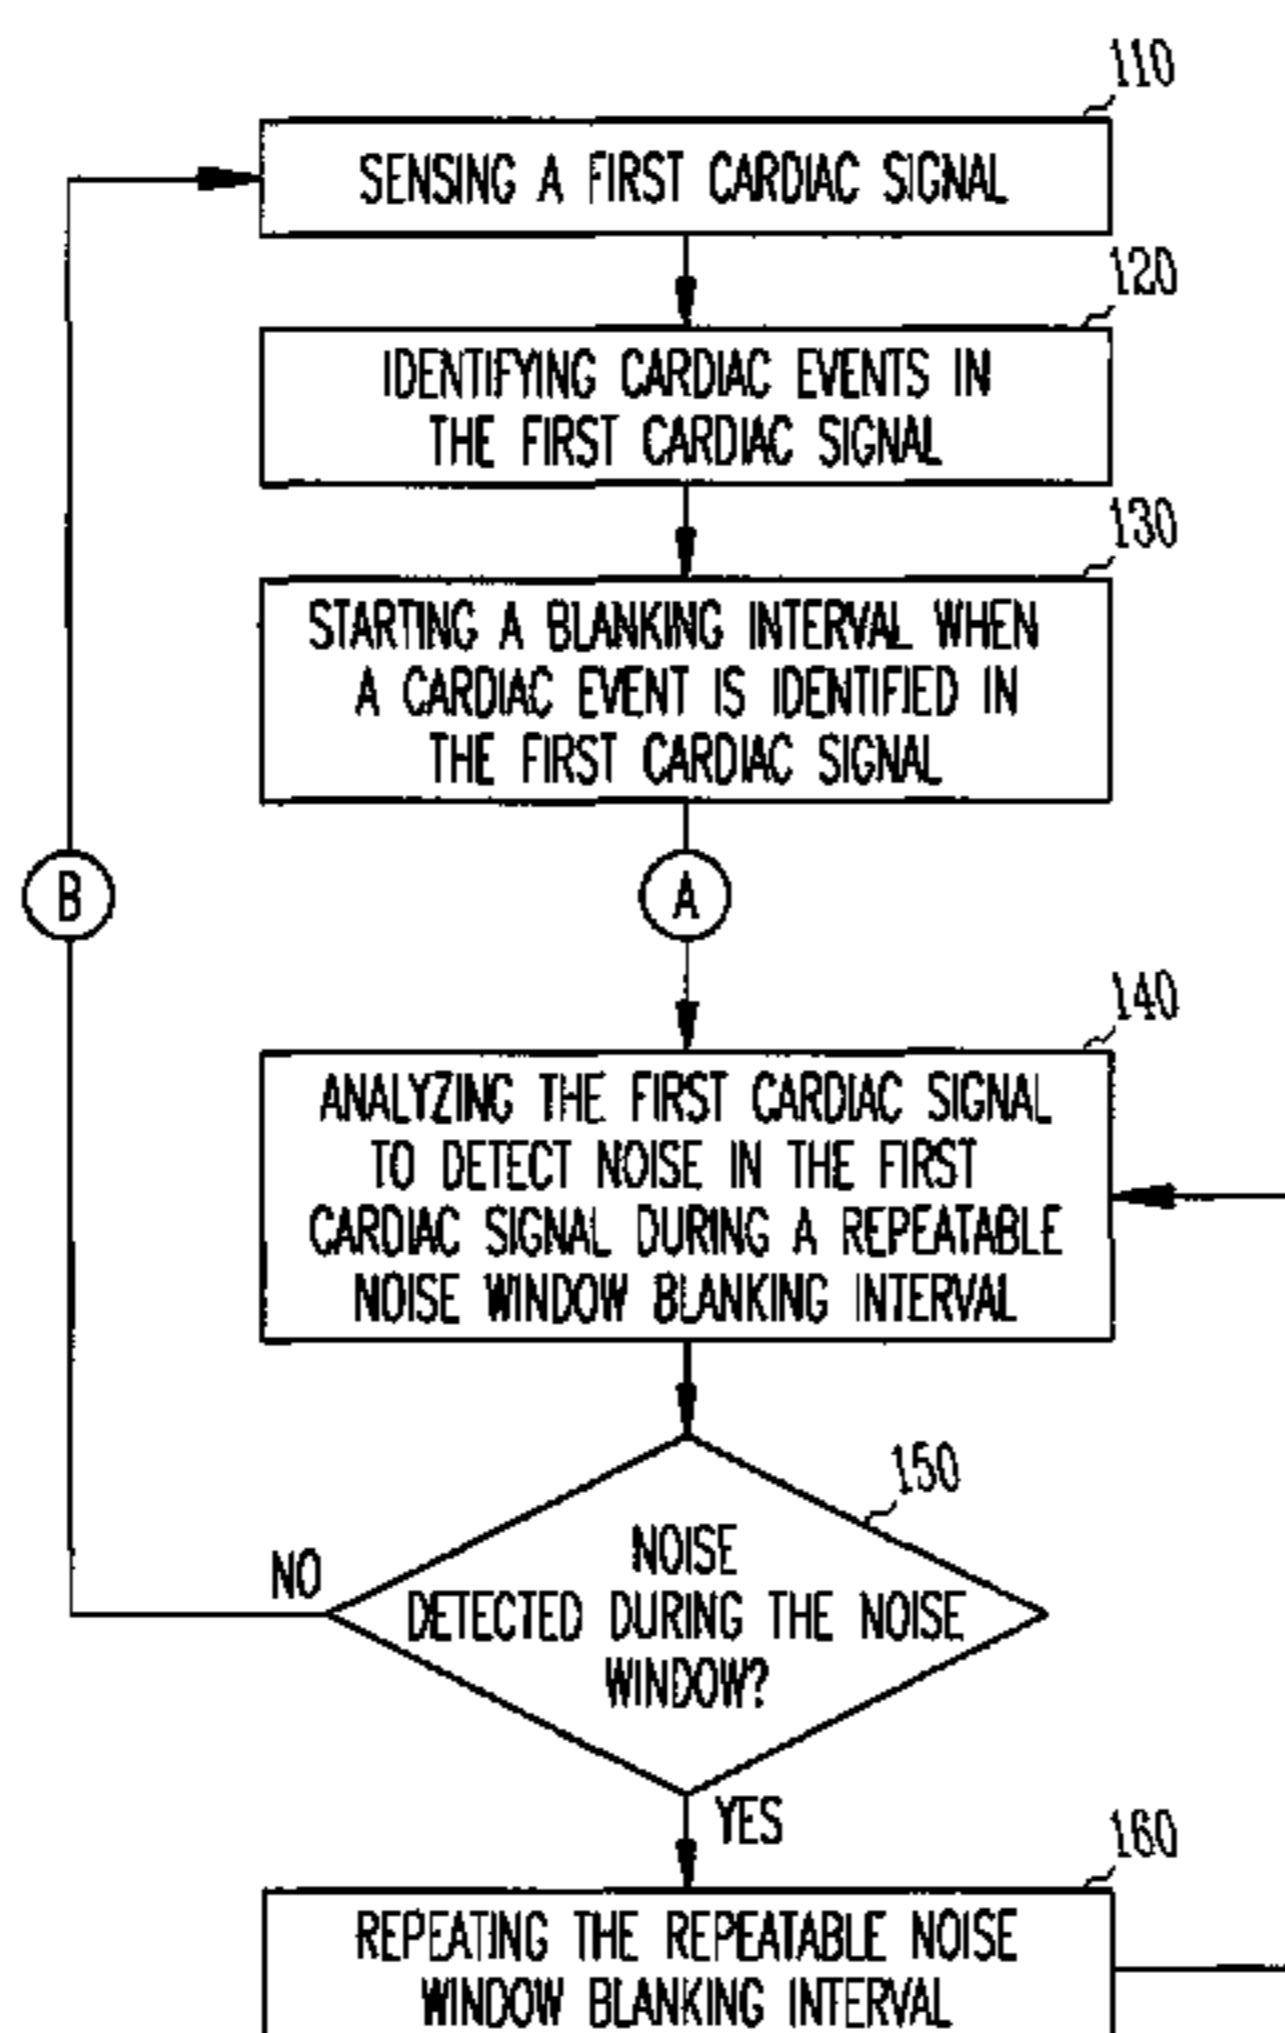 110
SENSING A FIRST CARDIAC SIGNAL
120
IDENTIFYING CARDIAC EVENTS IN
THE FIRST CARDIAC SIGNAL
130
STARTING A BLANKING INTERVAL WHEN
A CARDIAC EVENT IS IDENTIFIED IN
THE FIRST CARDIAC SIGNAL
B
A
140
ANALYZING THE FIRST CARDIAC SIGNAL
TO DETECT NOISE IN THE FIRST
CARDIAC SIGNAL DURING A REPEATABLE
NOISE WINDOW BLANKING INTERVAL
150
NO
NOISE
DETECTED DURING THE NOISE
WINDOW?
YES
160
REPEATING THE REPEATABLE NOISE
WINDOW BLANKING INTERVAL